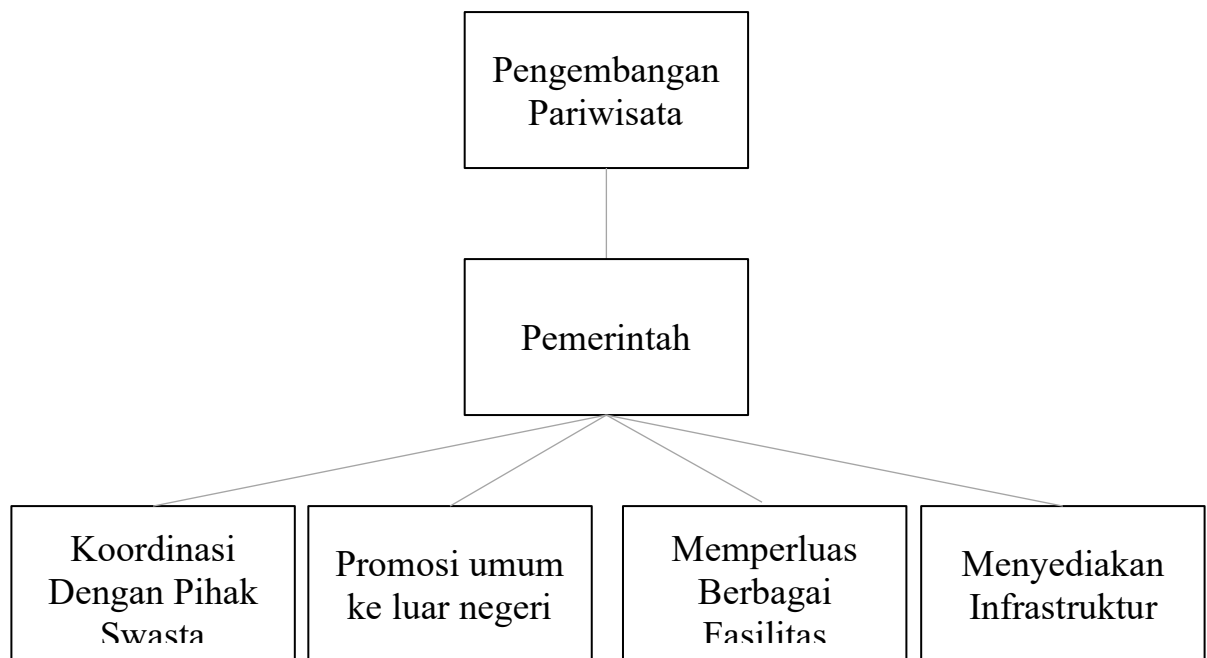 Pengembangan
Pariwisata
Pemerintah
Koordinasi
Dengan Pihak
Swasta
Promosi umum
ke luar negeri
Memperluas
Berbagai
Fasilitas
Menyediakan
Infrastruktur